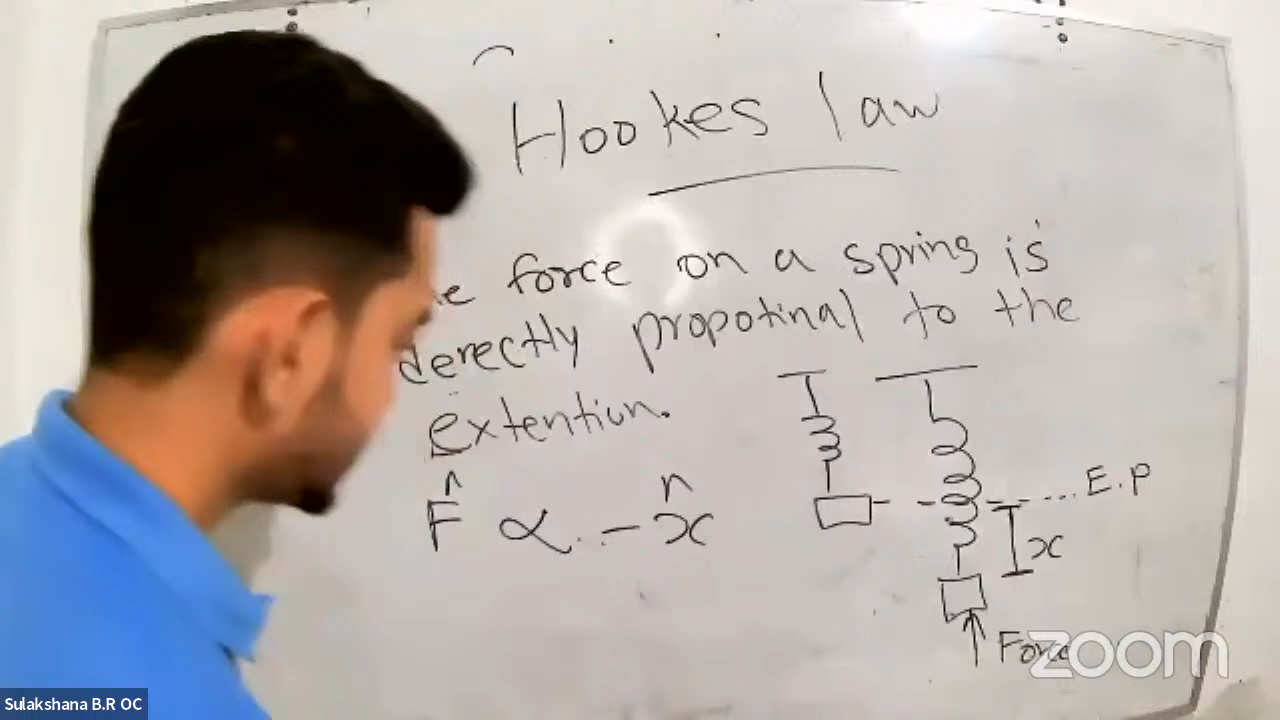 Hookes law
force on a spring is
derectly propotinal to the
extention.
F ∝ - x
E.p
x
Force
zoom
Sulakshana B.R OC